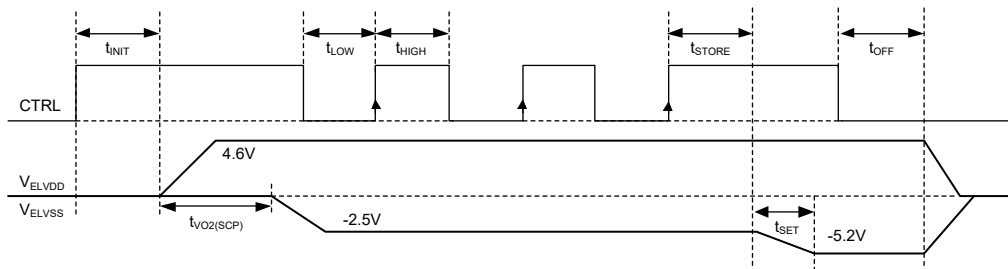 tINIT
tLOW
tHIGH
tSTORE
tOFF
CTRL
4.6V
VELVDD
VELVSS
tVO2(SCP)
-2.5V
tSET
-5.2V